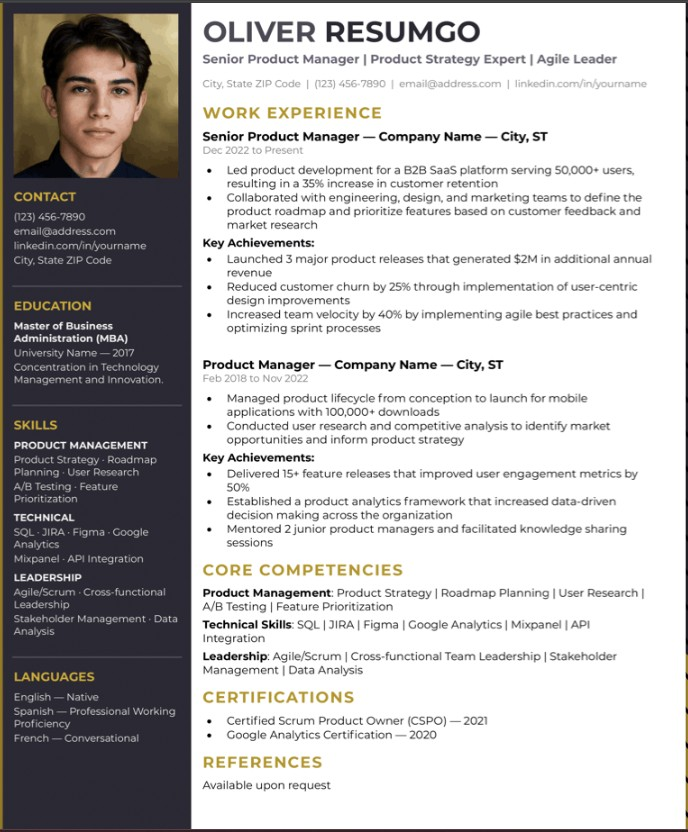 OLIVER RESUMGO
Senior Product Manager | Product Strategy Expert | Agile Leader
City, State ZIP Code | (123) 456-7890 | email@address.com | linkedin.com/in/yourname
CONTACT
(123) 456-7890
email@address.com
linkedin.com/in/yourname
City, State ZIP Code
EDUCATION
Master of Business
Administration (MBA)
University Name — 2017
Concentration in Technology
Management and Innovation.
SKILLS
PRODUCT MANAGEMENT
Product Strategy · Roadmap
Planning · User Research
A/B Testing · Feature
Prioritization
TECHNICAL
SQL · JIRA · Figma · Google
Analytics
Mixpanel · API Integration
LEADERSHIP
Agile/Scrum · Cross-functional
Leadership
Stakeholder Management · Data
Analysis
LANGUAGES
English — Native
Spanish — Professional Working
Proficiency
French — Conversational
WORK EXPERIENCE
Senior Product Manager — Company Name — City, ST
Dec 2022 to Present
• Led product development for a B2B SaaS platform serving 50,000+ users,
resulting in a 35% increase in customer retention
• Collaborated with engineering, design, and marketing teams to define the
product roadmap and prioritize features based on customer feedback and
market research
Key Achievements:
• Launched 3 major product releases that generated $2M in additional annual
revenue
• Reduced customer churn by 25% through implementation of user-centric
design improvements
• Increased team velocity by 40% by implementing agile best practices and
optimizing sprint processes
Product Manager — Company Name — City, ST
Feb 2018 to Nov 2022
• Managed product lifecycle from conception to launch for mobile
applications with 100,000+ downloads
• Conducted user research and competitive analysis to identify market
opportunities and inform product strategy
Key Achievements:
• Delivered 15+ feature releases that improved user engagement metrics by
50%
• Established a product analytics framework that increased data-driven
decision making across the organization
• Mentored 2 junior product managers and facilitated knowledge sharing
sessions
CORE COMPETENCIES
Product Management: Product Strategy | Roadmap Planning | User Research |
A/B Testing | Feature Prioritization
Technical Skills: SQL | JIRA | Figma | Google Analytics | Mixpanel | API
Integration
Leadership: Agile/Scrum | Cross-functional Team Leadership | Stakeholder
Management | Data Analysis
CERTIFICATIONS
• Certified Scrum Product Owner (CSPO) — 2021
• Google Analytics Certification — 2020
REFERENCES
Available upon request